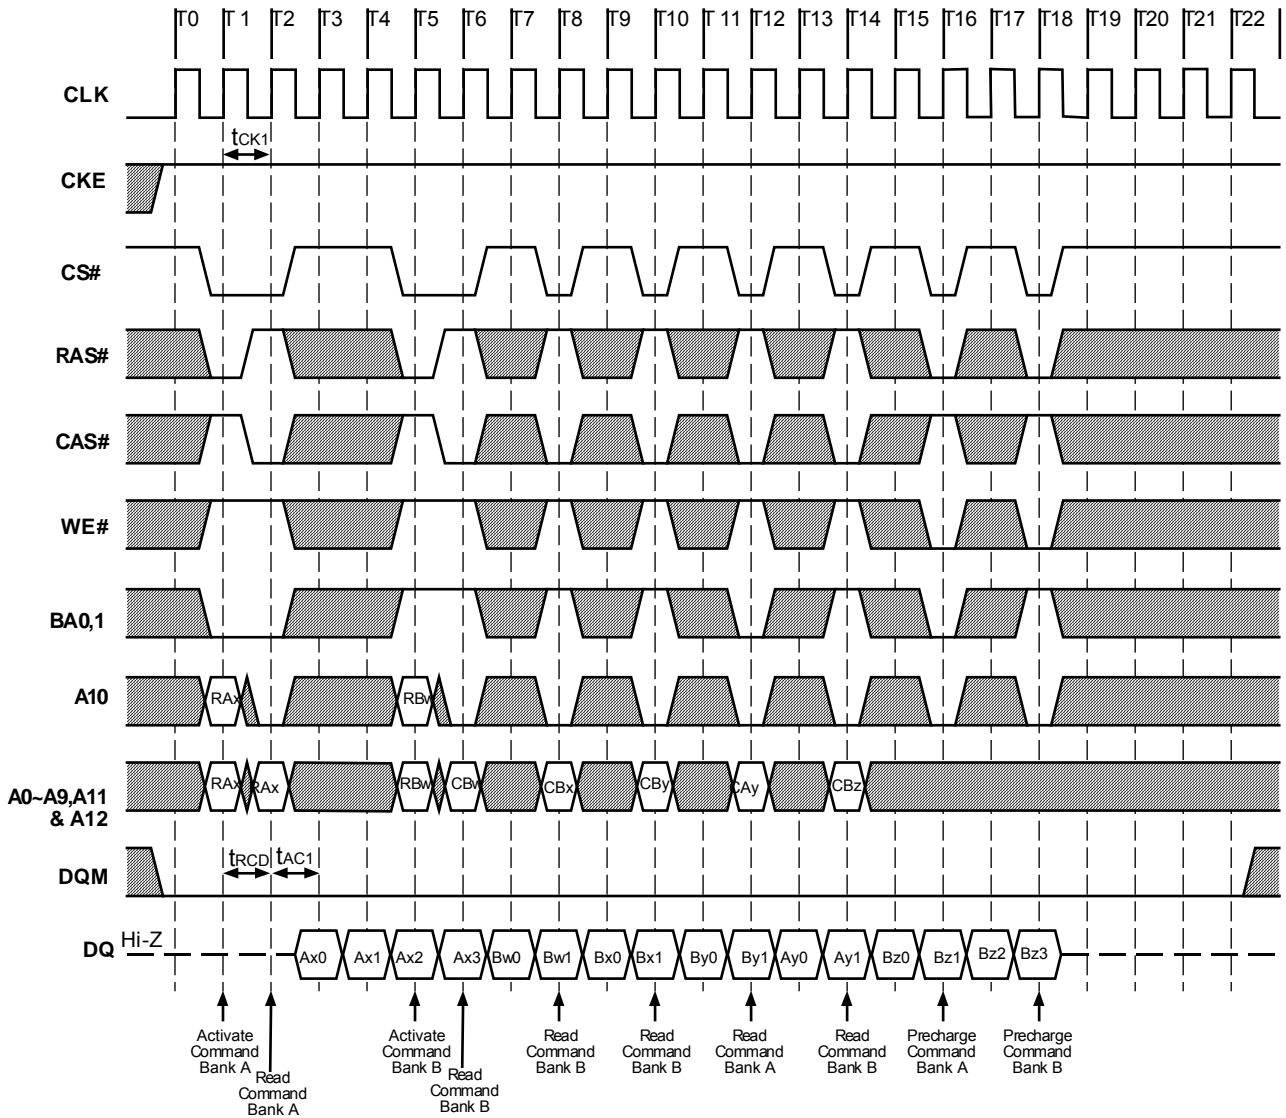 T0 T 1 T2 T3 T4 T5 T6 T7 T8 T9 T10 T 11 T12 T13 T14 T15 T16 T17 T18 T19 T20 T21 T22
CLK
tCK1
CKE
CS#
RAS#
CAS#
WE#
BA0,1
A10
RAx RBw
A0~A9,A11
& A12
RAx RAx RBw CBw CBx CBy CAy CBz
tRCD tAC1
DQM
DQ Hi-Z
Ax0 Ax1 Ax2 Ax3 Bw0 Bw1 Bx0 Bx1 By0 By1 Ay0 Ay1 Bz0 Bz1 Bz2 Bz3
Activate
Command
Bank A
Read
Command
Bank A
Activate
Command
Bank B
Read
Command
Bank B
Read
Command
Bank B
Read
Command
Bank B
Read
Command
Bank A
Read
Command
Bank B
Precharge
Command
Bank A
Precharge
Command
Bank B